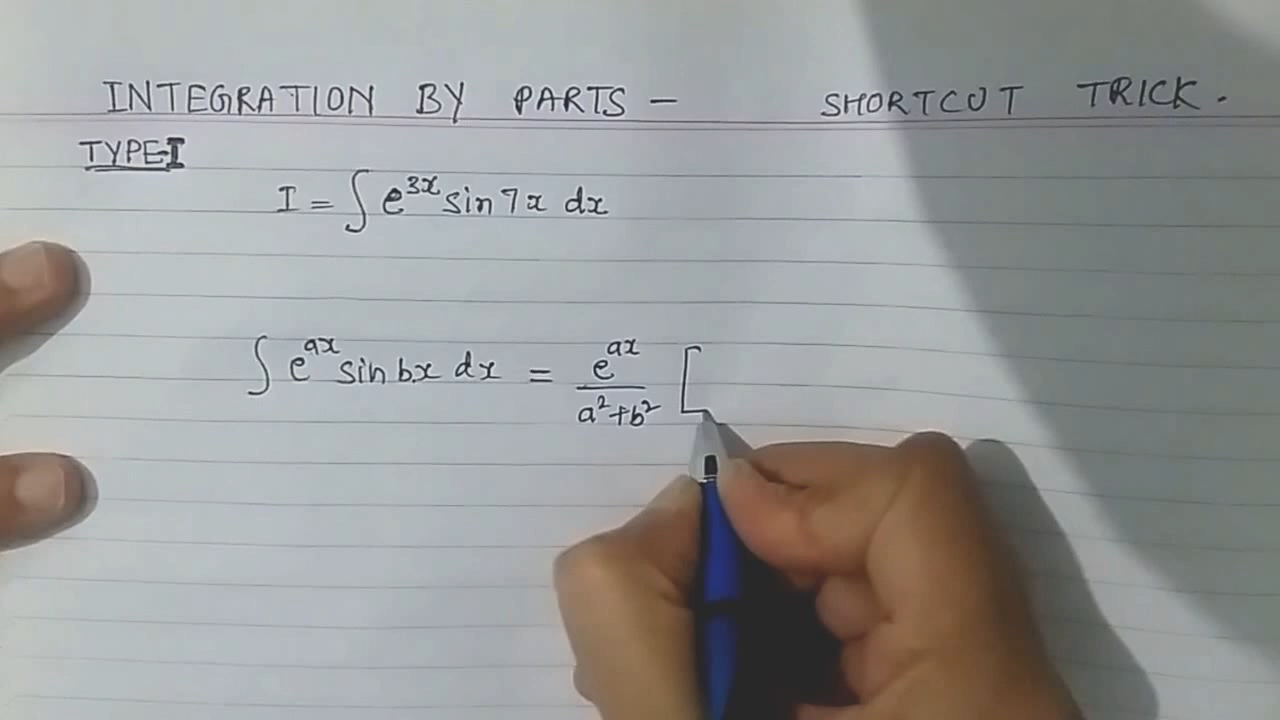 INTEGRATION BY PARTS – SHORTCUT TRICK.
TYPE-I
I = ∫ e^{3x} sin 7x dx
∫ e^{ax} sin bx dx = e^{ax}/(a²+b²) [